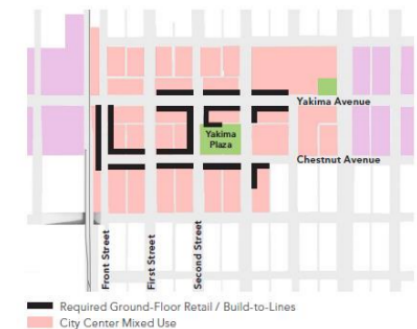 Yakima Avenue
Yakima
Plaza
Chestnut Avenue
Front Street
First Street
Second Street
Required Ground-Floor Retail / Build-to-Lines
City Center Mixed Use